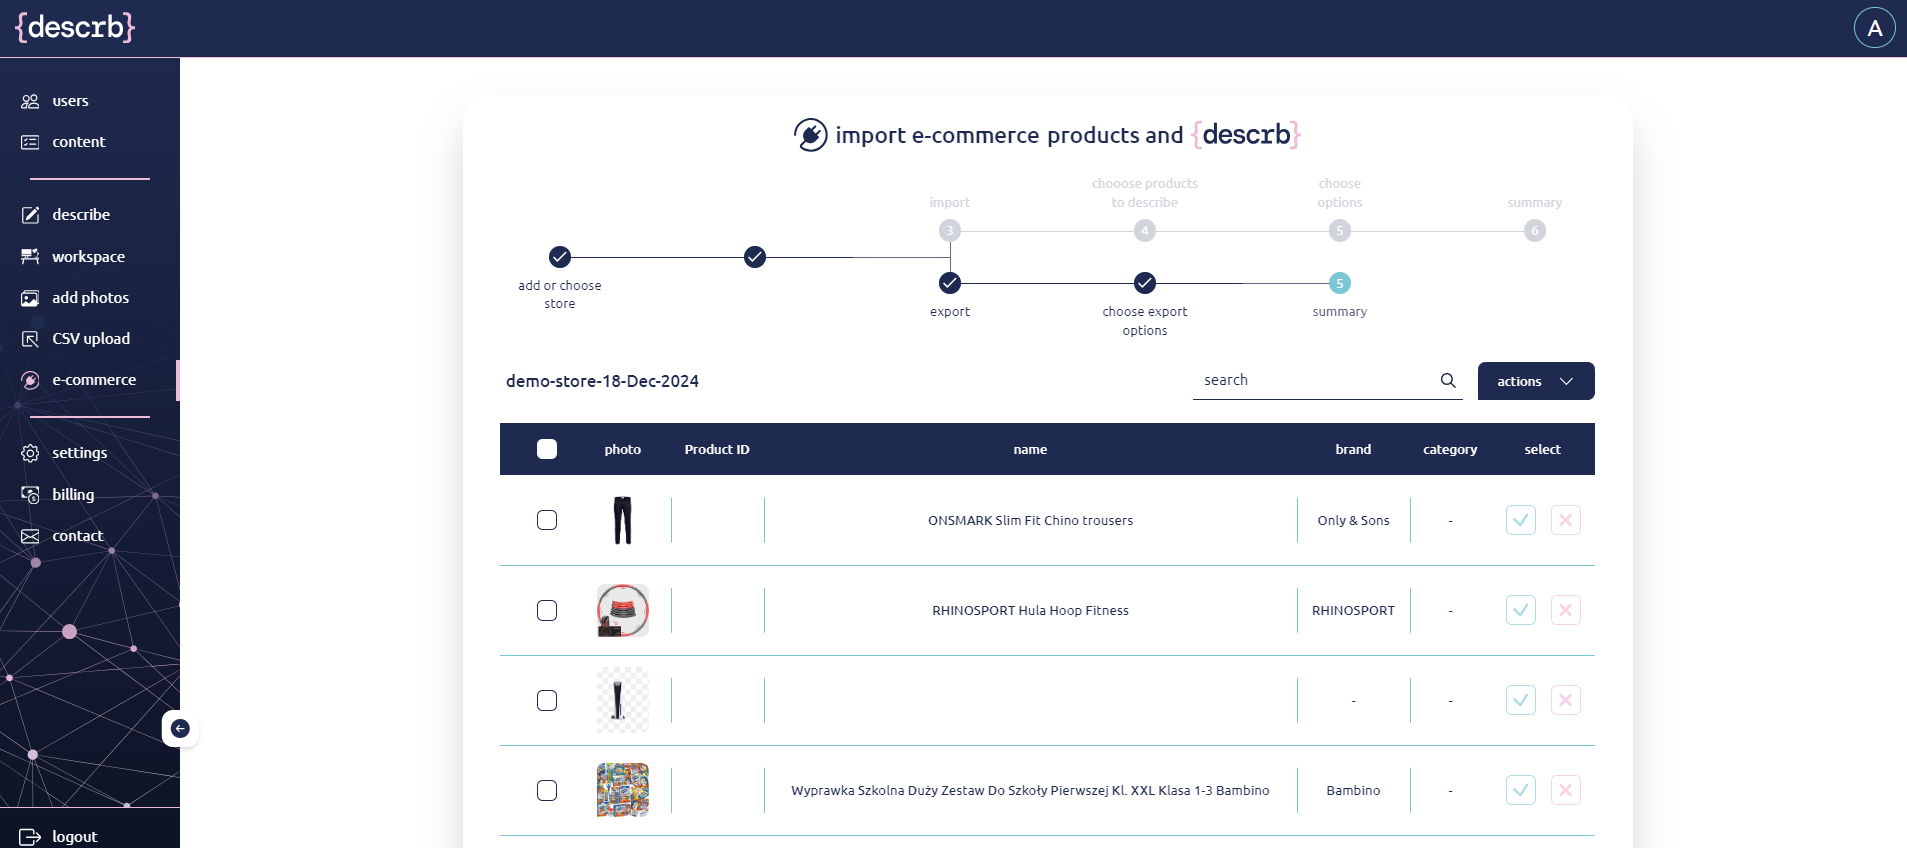 {descrb}
A
users
content
describe
workspace
add photos
CSV upload
e-commerce
settings
billing
contact
logout
import e-commerce products and {descrb}
import
chooose products
to describe
choose
options
summary
3
4
5
6
add or choose
store
export
choose export
options
5
summary
demo-store-18-Dec-2024
search
actions
photo Product ID name brand category select
ONSMARK Slim Fit Chino trousers Only & Sons -
RHINOSPORT Hula Hoop Fitness RHINOSPORT -
- -
Wyprawka Szkolna Duży Zestaw Do Szkoły Pierwszej Kl. XXL Klasa 1-3 Bambino Bambino -